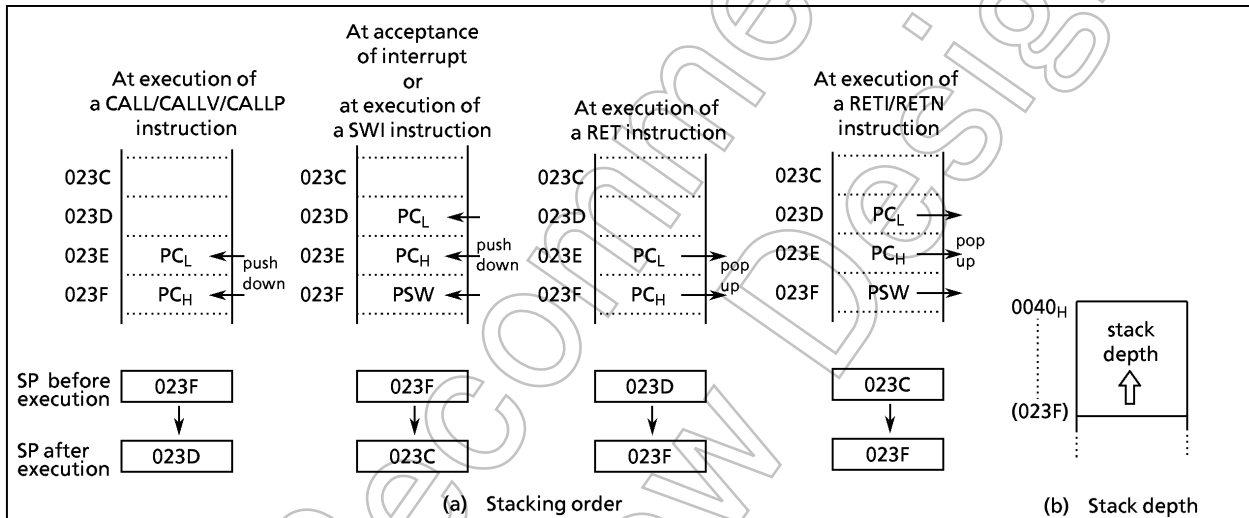 At execution of
a CALL/CALLV/CALLP
instruction
023C
023D
023E PCL
023F PCH
push
down
At acceptance
of interrupt
or
at execution of
a SWI instruction
023C
023D PCL
023E PCH
023F PSW
push
down
At execution of
a RET instruction
023C
023D
023E PCL
023F PCH
pop
up
At execution of
a RETI/RETN
instruction
023C
023D PCL
023E PCH
023F PSW
pop
up
SP before
execution
023F
023F
023D
023C
SP after
execution
023D
023C
023F
023F
(a) Stacking order
0040H
stack
depth
(023F)
(b) Stack depth